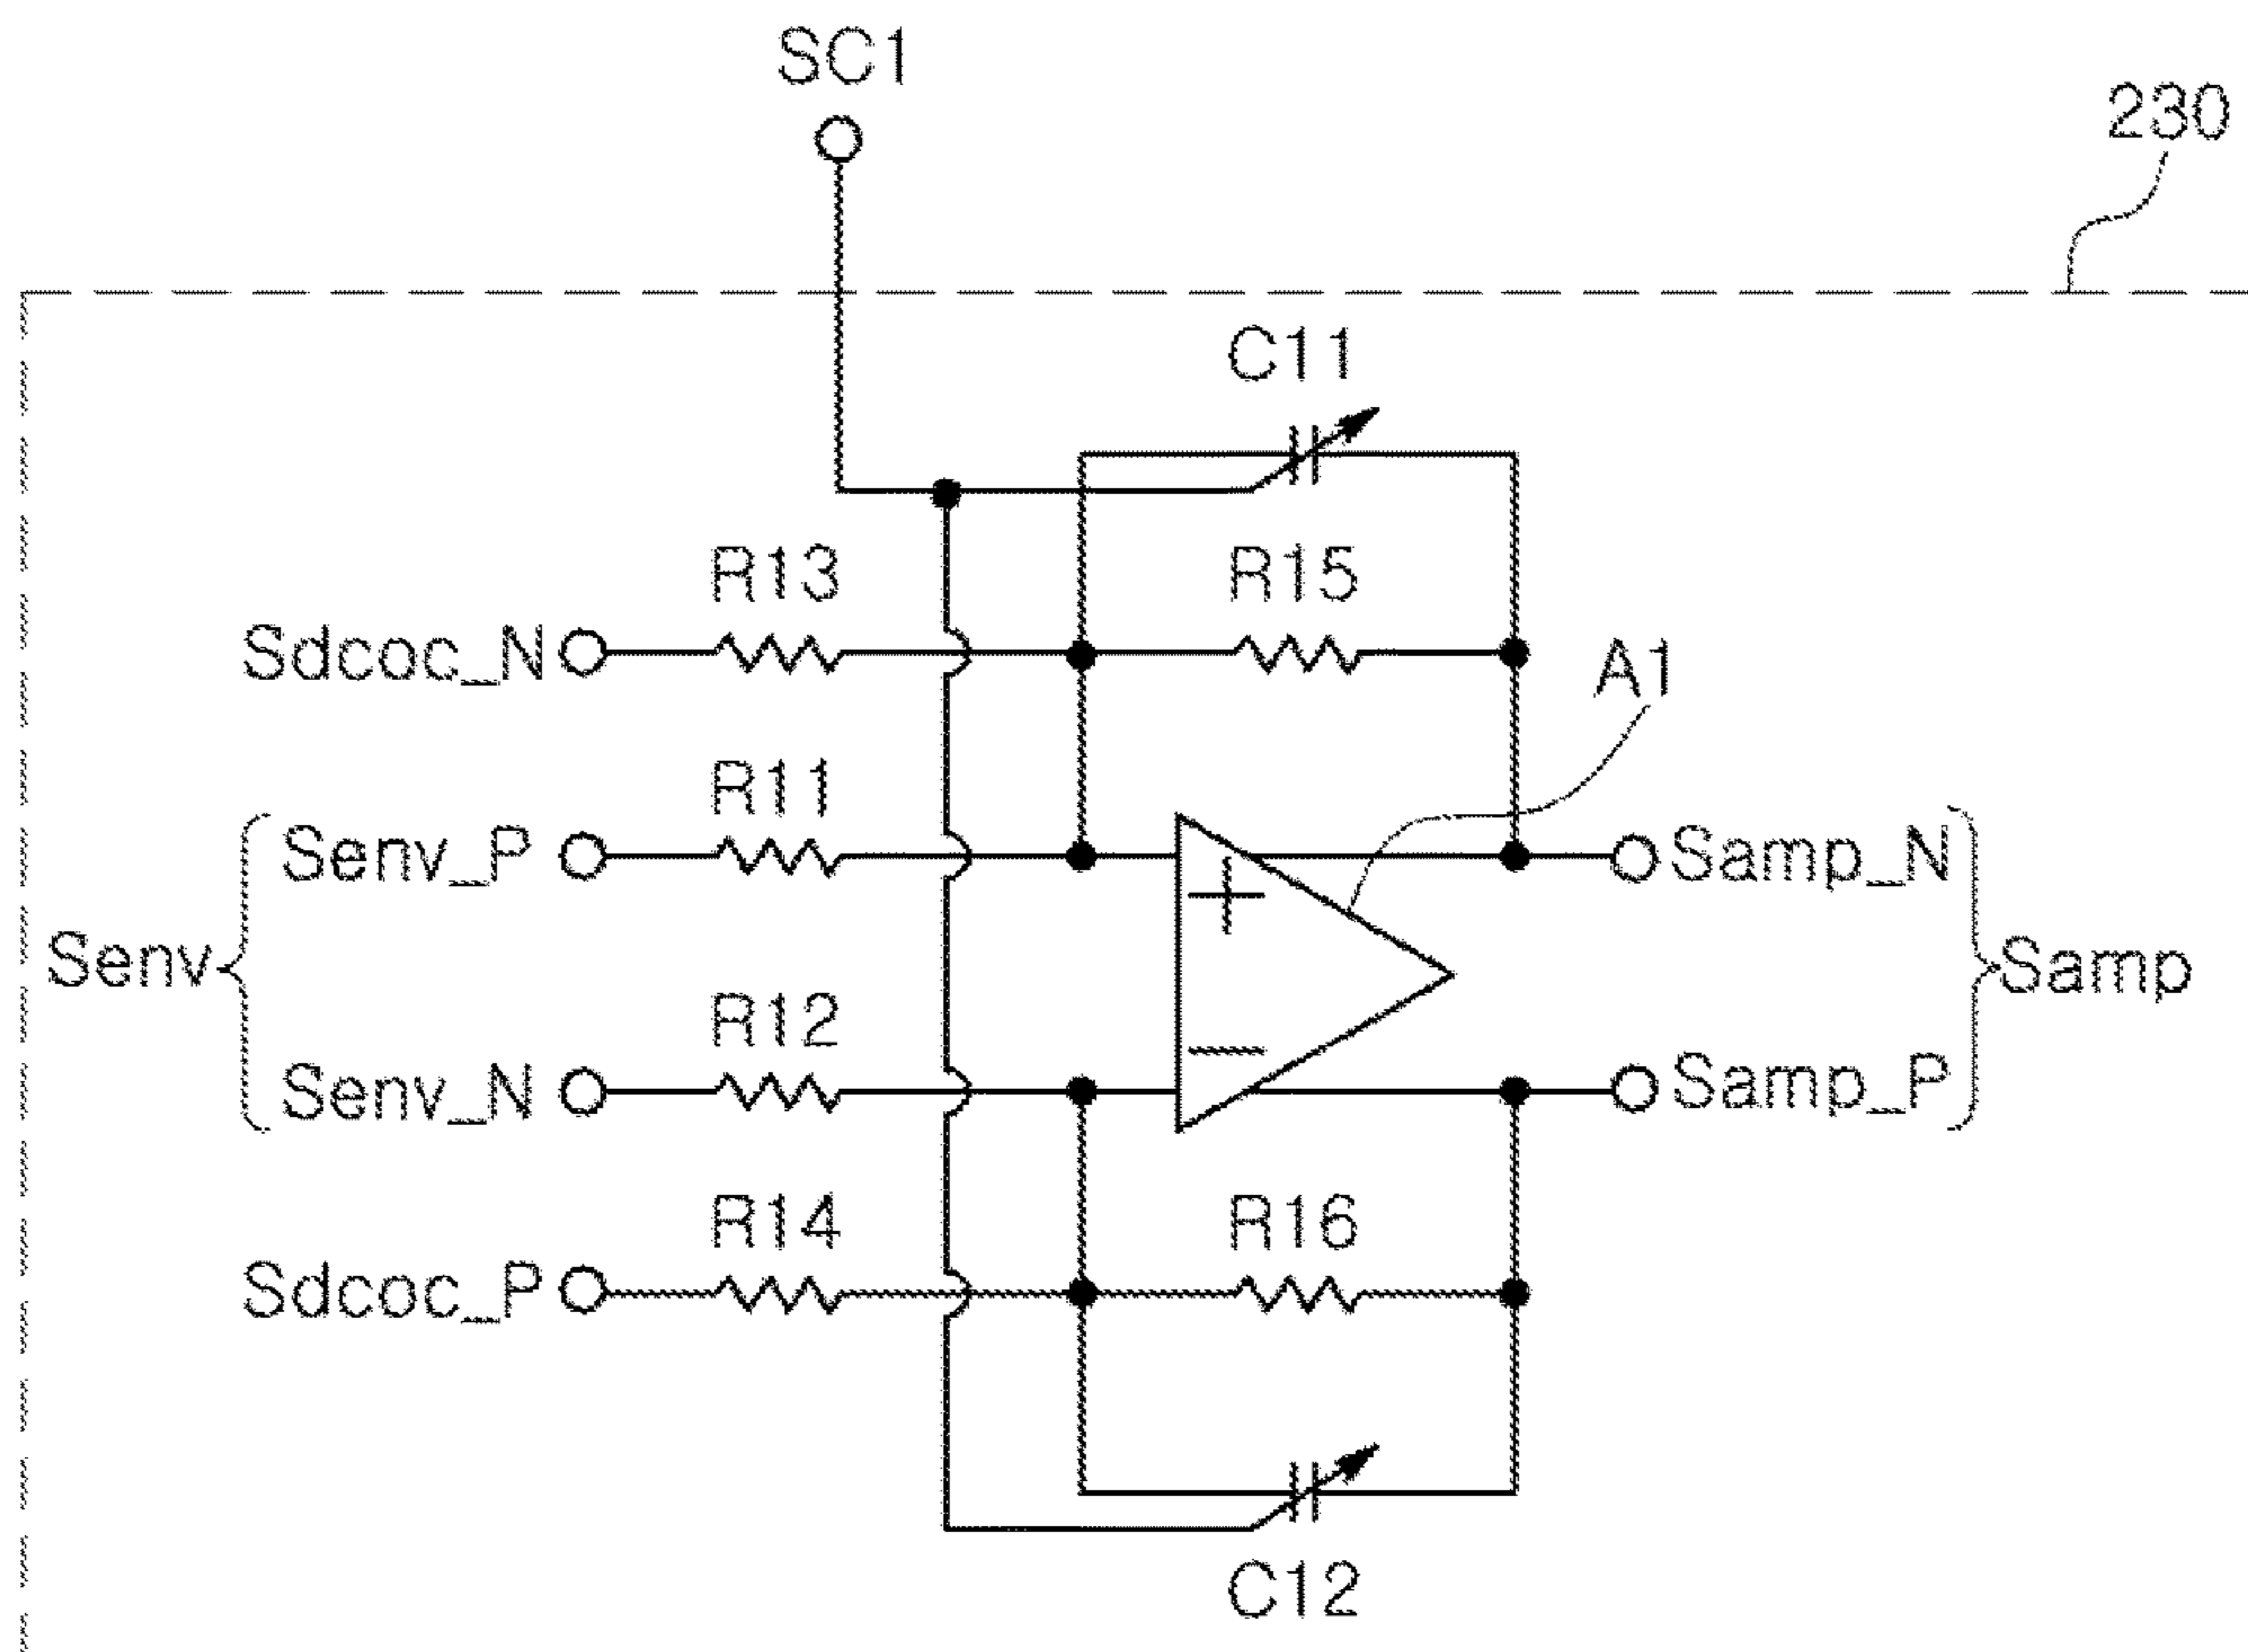 SC1
230
C11
R13
R15
Sdcoc_N
A1
R11
Senv_P
Samp_N
+
Senv
Samp
R12
−
Senv_N
Samp_P
R14
R16
Sdcoc_P
C12